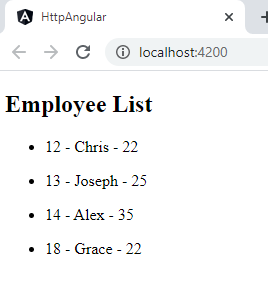 HttpAngular
localhost:4200
Employee List
12 - Chris - 22
13 - Joseph - 25
14 - Alex - 35
18 - Grace - 22